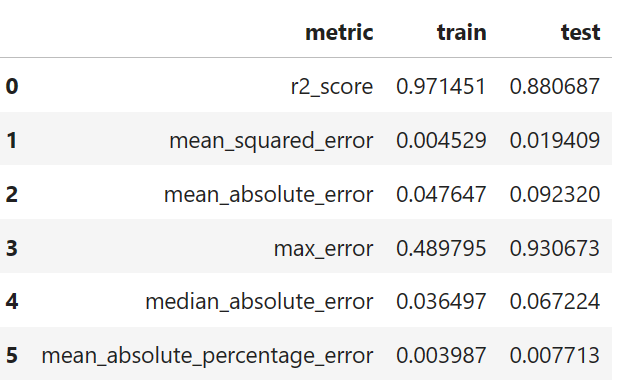 metric train test
0 r2_score 0.971451 0.880687
1 mean_squared_error 0.004529 0.019409
2 mean_absolute_error 0.047647 0.092320
3 max_error 0.489795 0.930673
4 median_absolute_error 0.036497 0.067224
5 mean_absolute_percentage_error 0.003987 0.007713